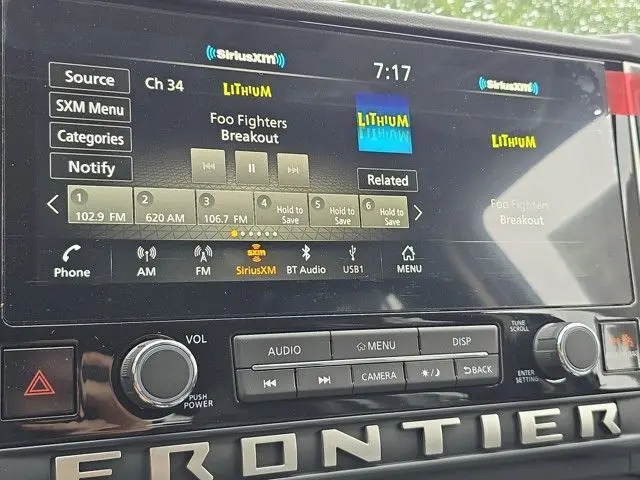 SiriusXM
7:17
SiriusXM
Source
Ch 34
LiTHiUM
SXM Menu
Foo Fighters
Breakout
LiTHiUM
LiTHiUM
Categories
Notify
Related
Foo Fighters
Breakout
1
102.9 FM
2
620 AM
3
106.7 FM
4
Hold to
Save
5
Hold to
Save
6
Hold to
Save
Phone
AM
FM
sxm
SiriusXM
BT Audio
USB1
MENU
VOL
PUSH
POWER
AUDIO
MENU
DISP
CAMERA
BACK
TUNE
SCROLL
ENTER
SETTING
FRONTIER